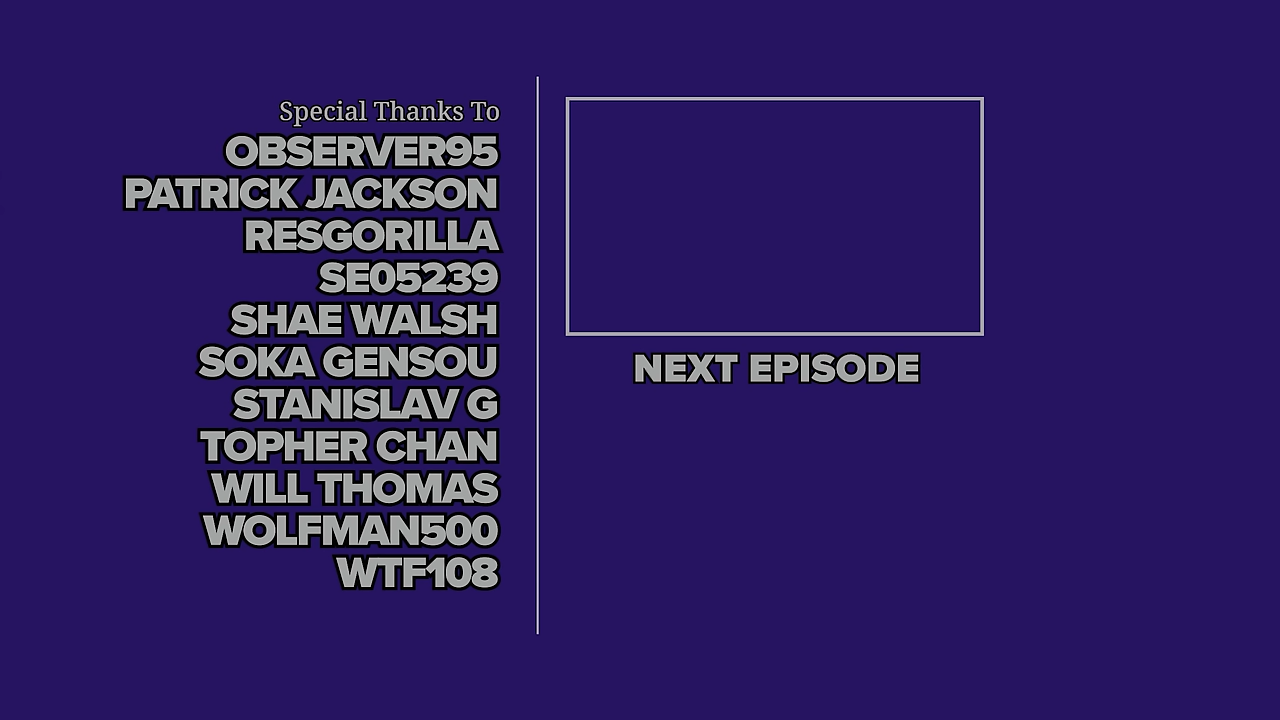 Special Thanks To
OBSERVER95
PATRICK JACKSON
RESGORILLA
SE05239
SHAE WALSH
SOKA GENSOU
STANISLAV G
TOPHER CHAN
WILL THOMAS
WOLFMAN500
WTF108
NEXT EPISODE